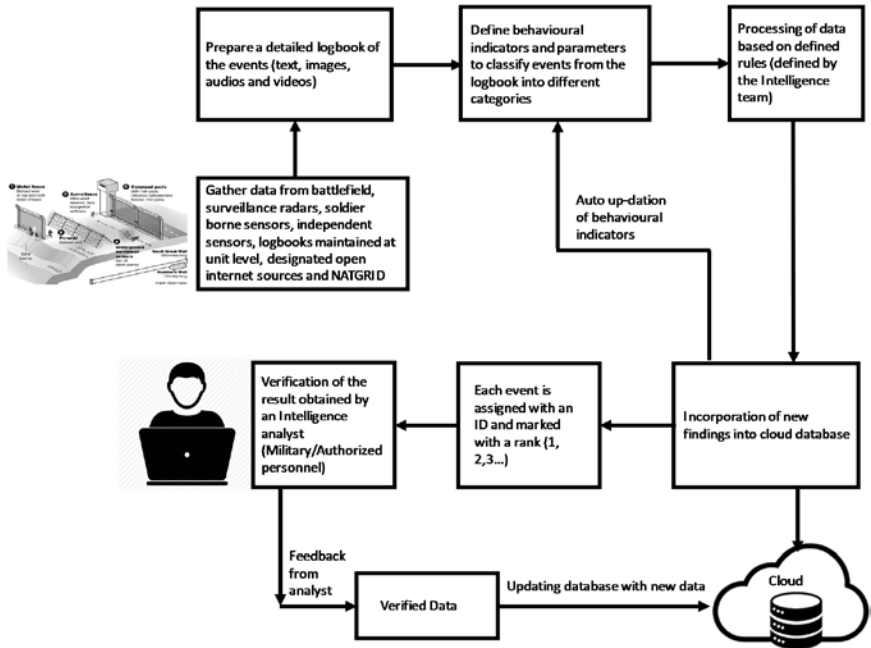 Prepare a detailed logbook of
the events (text, images,
audios and videos)
Define behavioural
indicators and parameters
to classify events from the
logbook into different
categories
Processing of data
based on defined
rules (defined by
the Intelligence
team)
Gather data from battlefield,
surveillance radars, soldier
borne sensors, independent
sensors, logbooks maintained at
unit level, designated open
internet sources and NATGRID
Auto up-dation
of behavioural
indicators
Verification of the
result obtained by
an Intelligence
analyst
(Military/Authorized
personnel)
Each event is
assigned with an
ID and marked
with a rank (1,
2,3...)
Incorporation of new
findings into cloud database
Feedback
from
analyst
Verified Data
Updating database with new data
Cloud